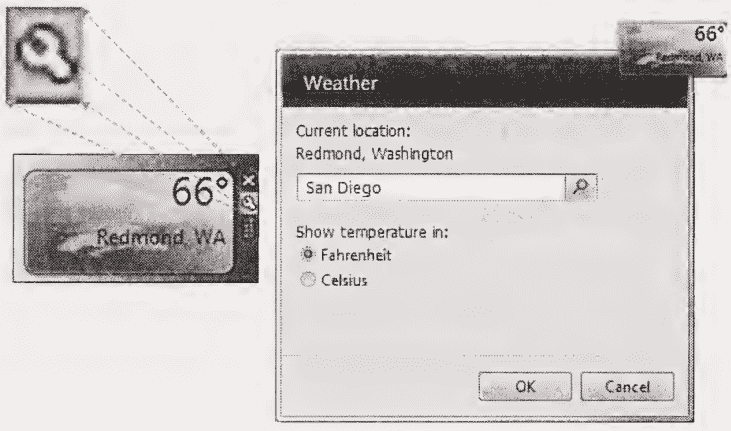 66°
Redmond, WA
66°
Redmond, WA
Weather
Current location:
Redmond, Washington
San Diego
Show temperature in:
Fahrenheit
Celsius
OK
Cancel